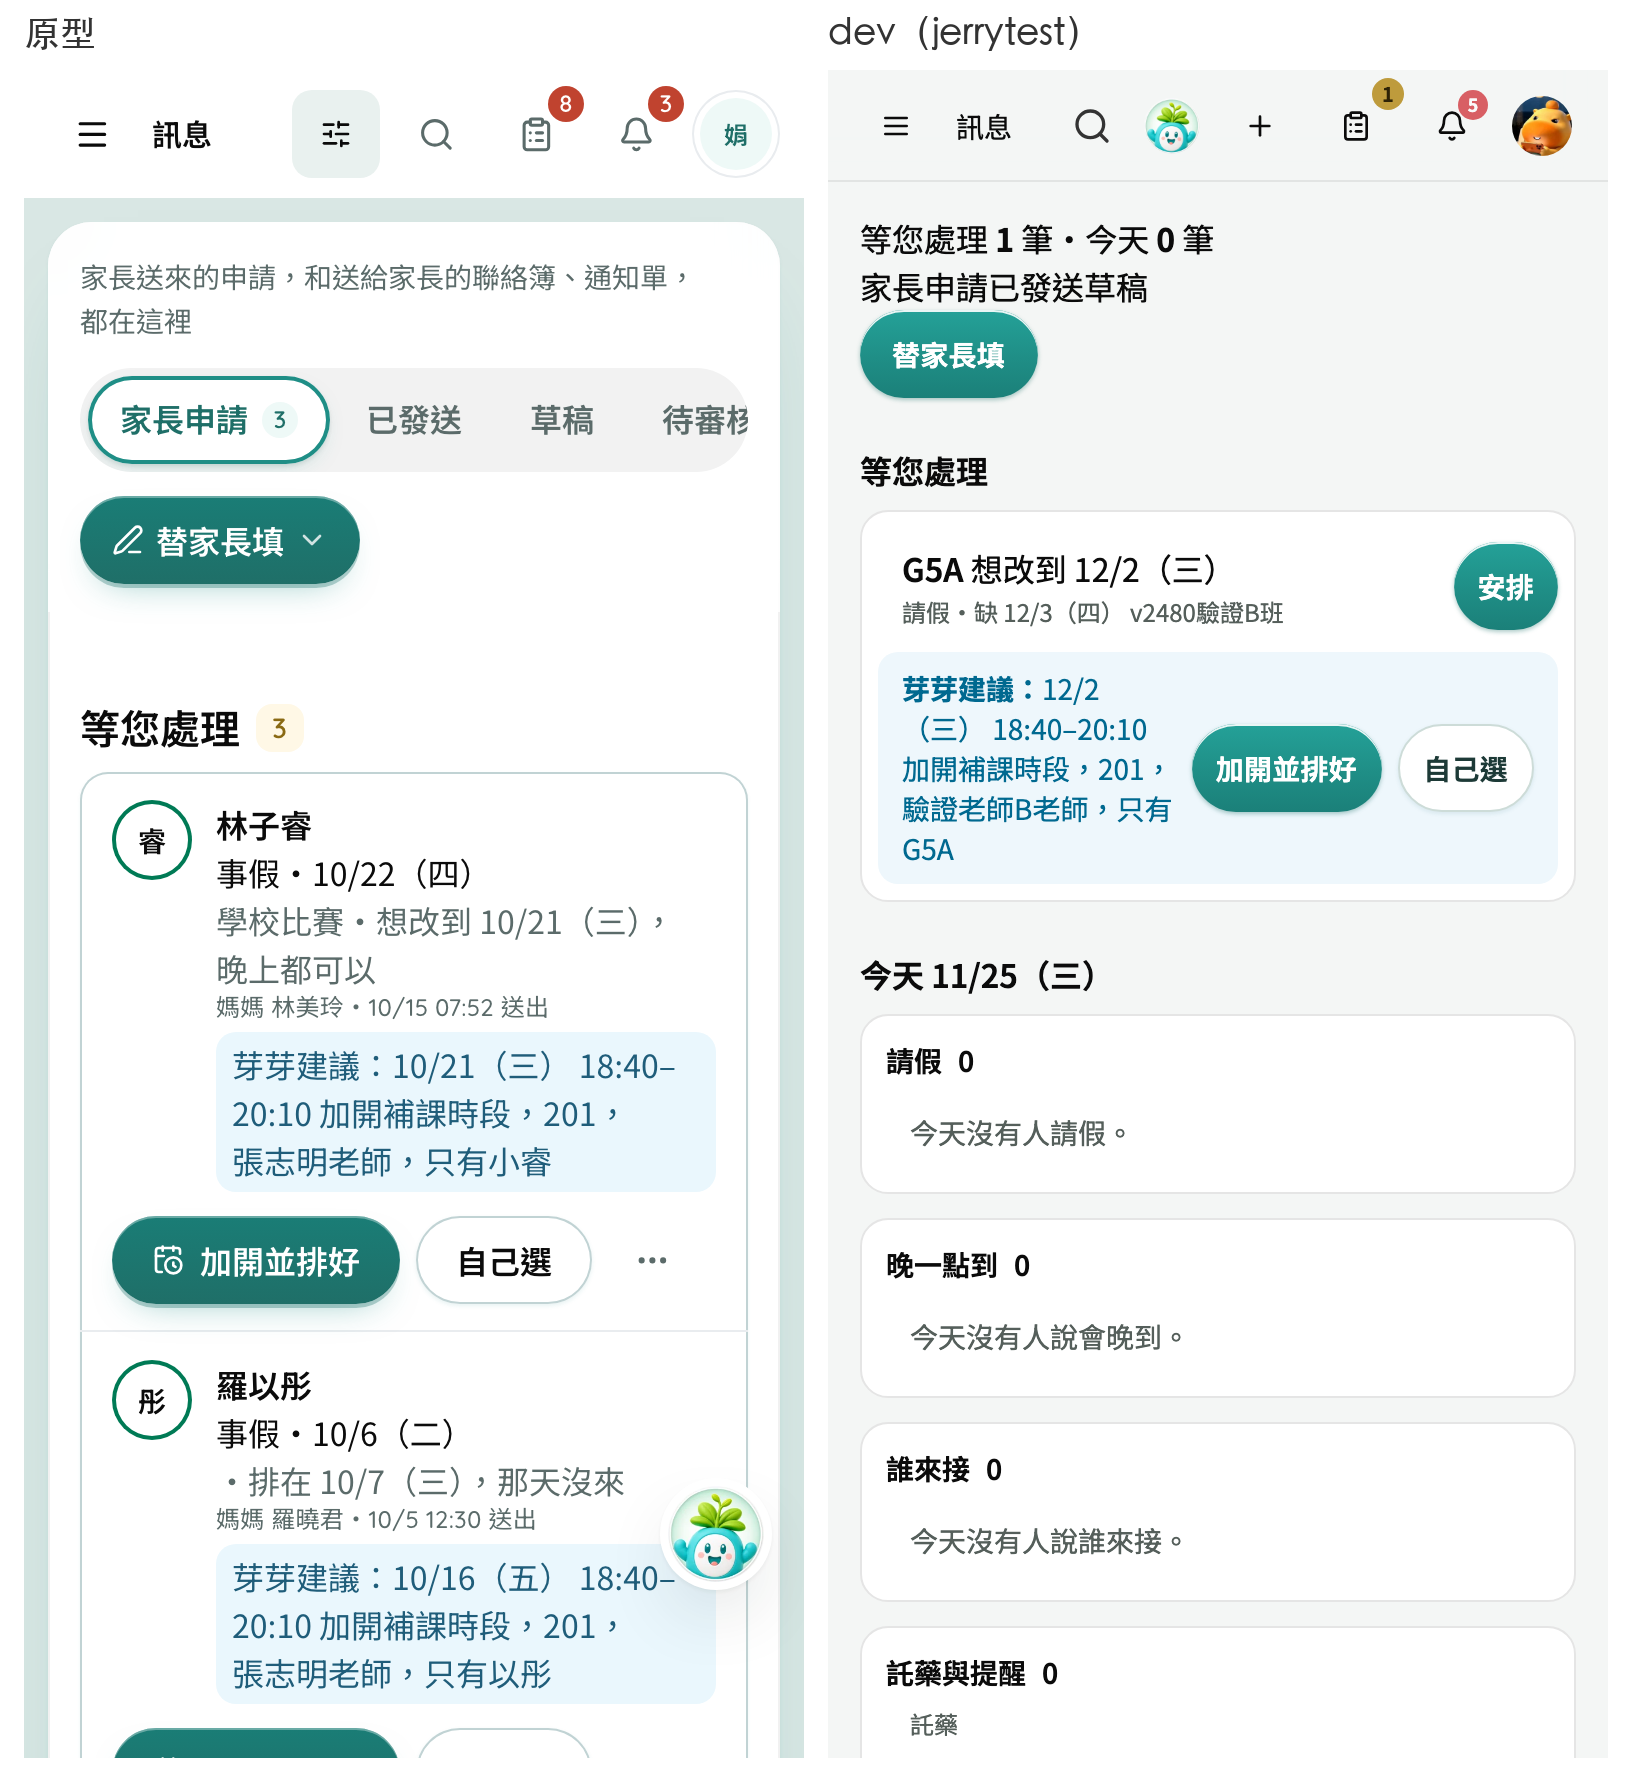 原型
訊息
8
3
娟
家長送來的申請，和送給家長的聯絡簿、通知單，
都在這裡
家長申請 3
已發送
草稿
待審核
替家長填
等您處理 3
睿
林子睿
事假・10/22（四）
學校比賽・想改到 10/21（三），
晚上都可以
媽媽 林美玲・10/15 07:52 送出
芽芽建議：10/21（三） 18:40–
20:10 加開補課時段，201，
張志明老師，只有小睿
加開並排好
自己選
彤
羅以彤
事假・10/6（二）
・排在 10/7（三），那天沒來
媽媽 羅曉君・10/5 12:30 送出
芽芽建議：10/16（五） 18:40–
20:10 加開補課時段，201，
張志明老師，只有以彤
dev（jerrytest）
訊息
1
5
等您處理 1 筆・今天 0 筆
家長申請已發送草稿
替家長填
等您處理
G5A 想改到 12/2（三）
請假・缺 12/3（四） v2480驗證B班
安排
芽芽建議：12/2
（三） 18:40–20:10
加開補課時段，201，
驗證老師B老師，只有
G5A
加開並排好
自己選
今天 11/25（三）
請假 0
今天沒有人請假。
晚一點到 0
今天沒有人說會晚到。
誰來接 0
今天沒有人說誰來接。
託藥與提醒 0
託藥